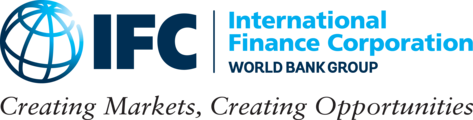 IFC
International
Finance Corporation
WORLD BANK GROUP
Creating Markets, Creating Opportunities